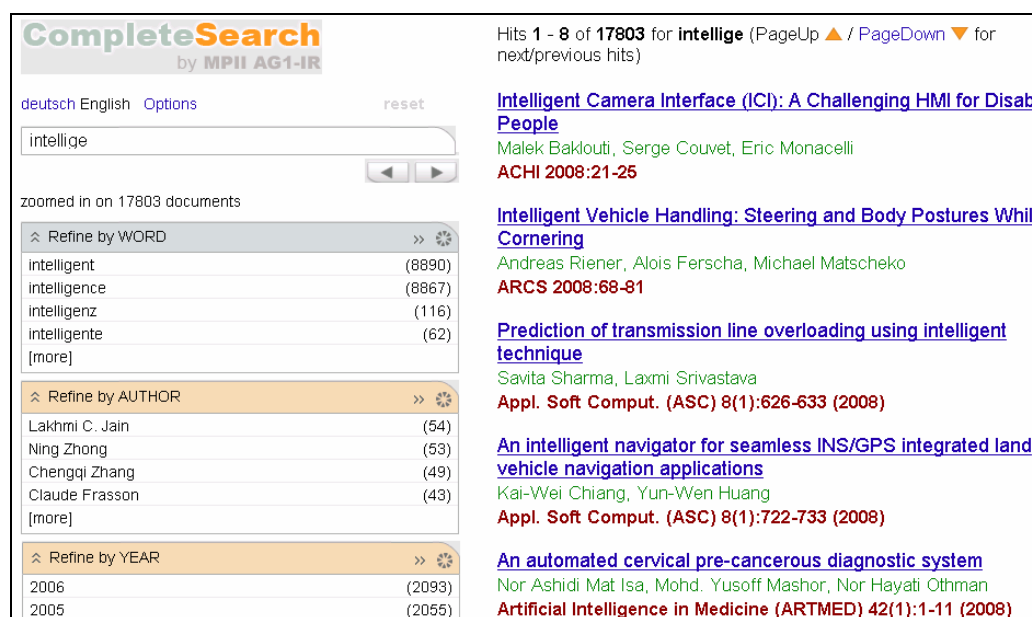 CompleteSearch
by MPII AG1-IR
deutsch English Options reset
intellige
zoomed in on 17803 documents
Refine by WORD
intelligent (8890)
intelligence (8867)
intelligenz (116)
intelligente (62)
[more]
Refine by AUTHOR
Lakhmi C. Jain (54)
Ning Zhong (53)
Chengqi Zhang (49)
Claude Frasson (43)
[more]
Refine by YEAR
2006 (2093)
2005 (2055)
Hits 1 - 8 of 17803 for intellige (PageUp ▲ / PageDown ▼ for
next/previous hits)
Intelligent Camera Interface (ICI): A Challenging HMI for Disab
People
Malek Baklouti, Serge Couvet, Eric Monacelli
ACHI 2008:21-25
Intelligent Vehicle Handling: Steering and Body Postures Whil
Cornering
Andreas Riener, Alois Ferscha, Michael Matscheko
ARCS 2008:68-81
Prediction of transmission line overloading using intelligent
technique
Savita Sharma, Laxmi Srivastava
Appl. Soft Comput. (ASC) 8(1):626-633 (2008)
An intelligent navigator for seamless INS/GPS integrated land
vehicle navigation applications
Kai-Wei Chiang, Yun-Wen Huang
Appl. Soft Comput. (ASC) 8(1):722-733 (2008)
An automated cervical pre-cancerous diagnostic system
Nor Ashidi Mat Isa, Mohd. Yusoff Mashor, Nor Hayati Othman
Artificial Intelligence in Medicine (ARTMED) 42(1):1-11 (2008)